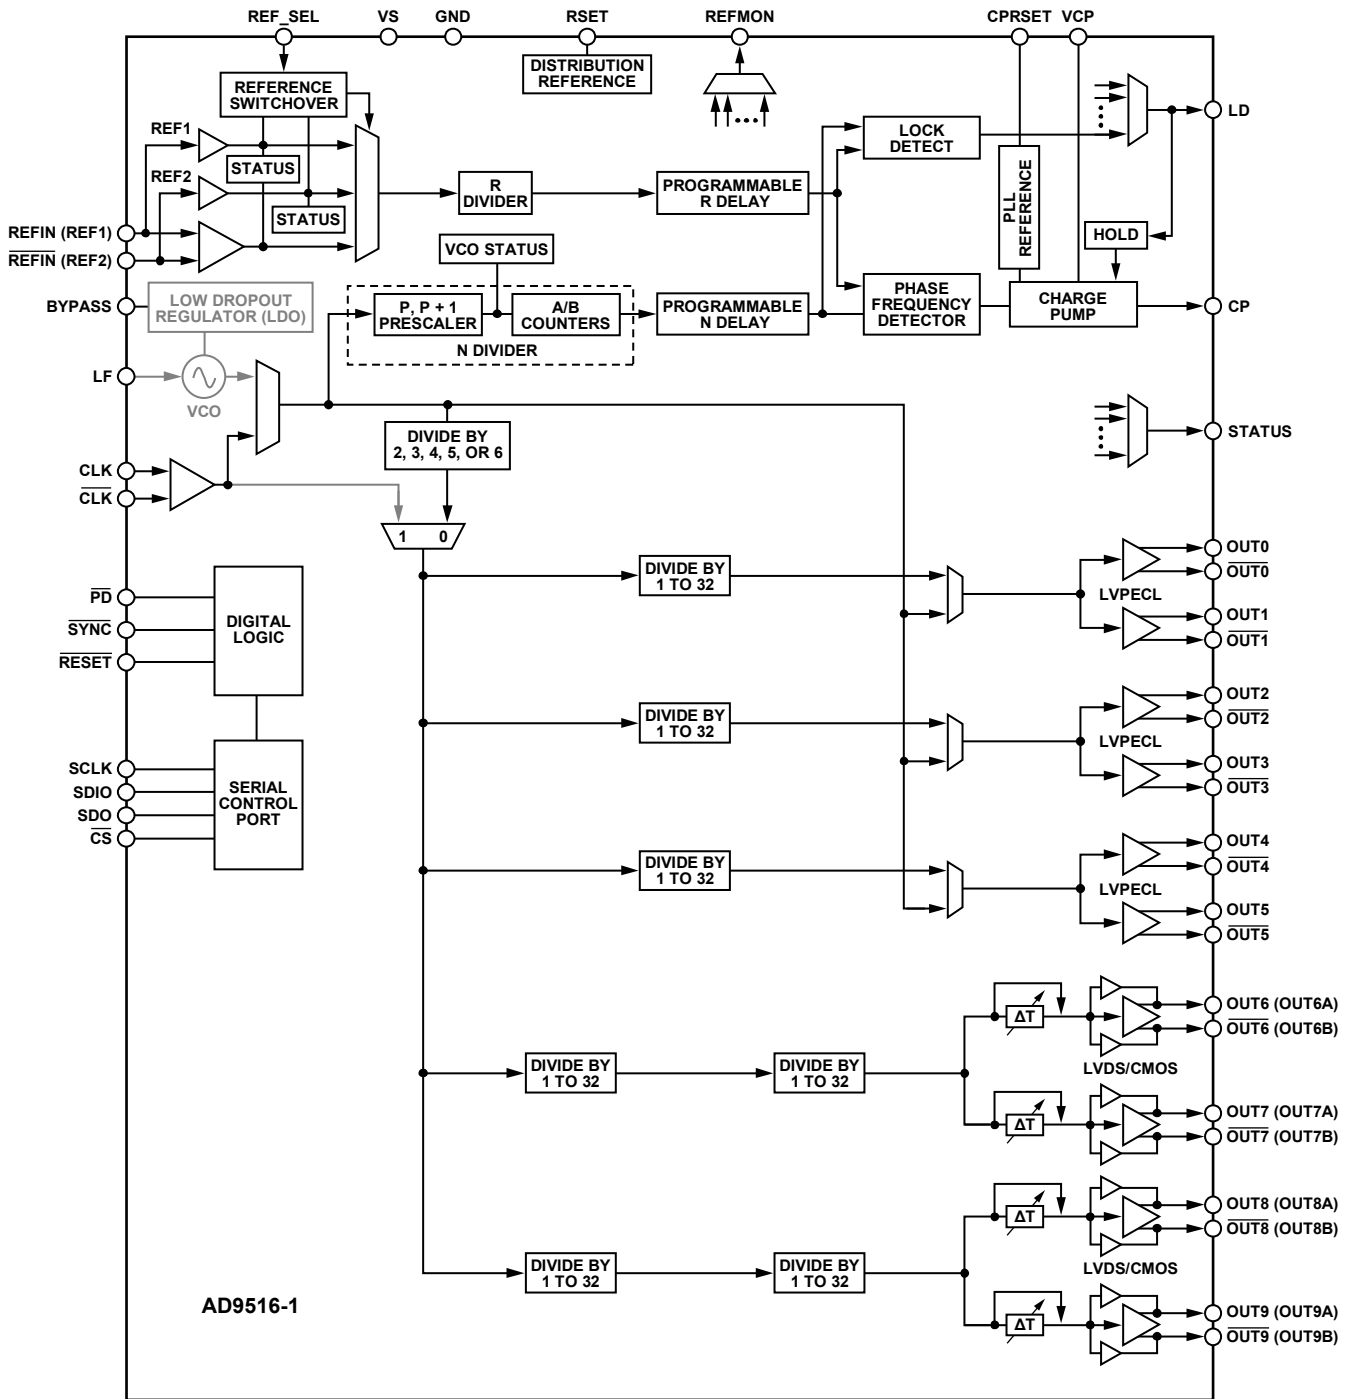 REF_SEL VS GND RSET REFMON CPRSET VCP
DISTRIBUTION
REFERENCE
REFERENCE
SWITCHOVER
REF1
STATUS
REF2
STATUS
REFIN (REF1)
REFIN (REF2)
R
DIVIDER
PROGRAMMABLE
R DELAY
LOCK
DETECT
LD
PLL
REFERENCE
HOLD
VCO STATUS
BYPASS
LOW DROPOUT
REGULATOR (LDO)
P, P + 1
PRESCALER
A/B
COUNTERS
N DIVIDER
PROGRAMMABLE
N DELAY
PHASE
FREQUENCY
DETECTOR
CHARGE
PUMP
CP
LF
VCO
STATUS
DIVIDE BY
2, 3, 4, 5, OR 6
CLK
CLK
1 0
DIVIDE BY
1 TO 32
LVPECL
OUT0
OUT0
OUT1
OUT1
PD
SYNC
RESET
DIGITAL
LOGIC
DIVIDE BY
1 TO 32
LVPECL
OUT2
OUT2
OUT3
OUT3
SCLK
SDIO
SDO
CS
SERIAL
CONTROL
PORT
DIVIDE BY
1 TO 32
LVPECL
OUT4
OUT4
OUT5
OUT5
DIVIDE BY
1 TO 32
DIVIDE BY
1 TO 32
ΔT
OUT6 (OUT6A)
OUT6 (OUT6B)
LVDS/CMOS
ΔT
OUT7 (OUT7A)
OUT7 (OUT7B)
DIVIDE BY
1 TO 32
DIVIDE BY
1 TO 32
ΔT
OUT8 (OUT8A)
OUT8 (OUT8B)
LVDS/CMOS
ΔT
OUT9 (OUT9A)
OUT9 (OUT9B)
AD9516-1